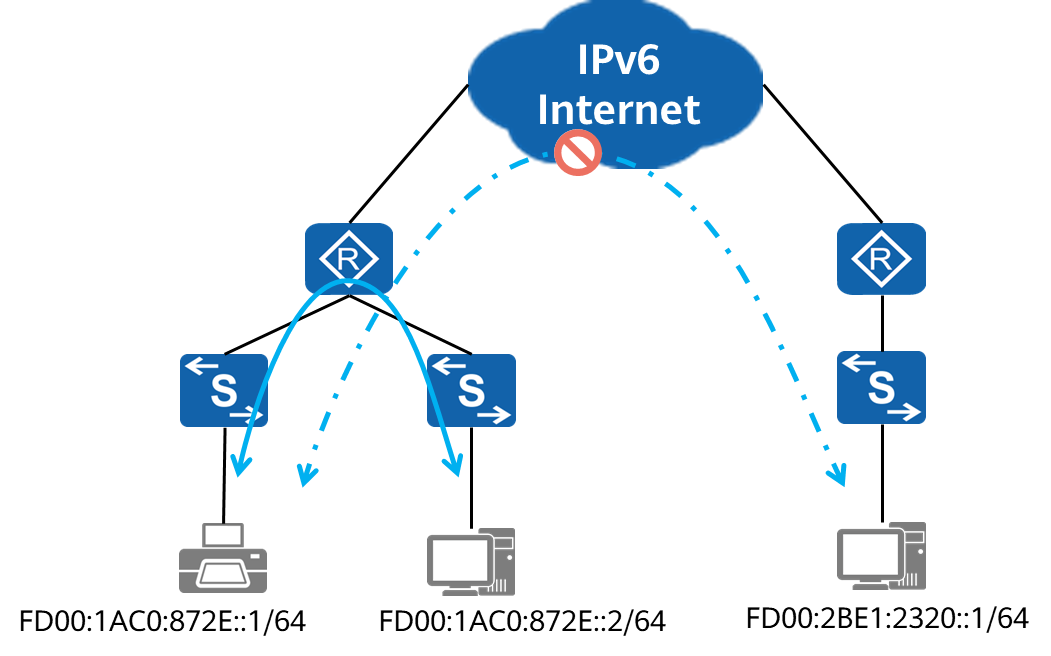 IPv6
Internet
R
R
S
S
S
FD00:1AC0:872E::1/64
FD00:1AC0:872E::2/64
FD00:2BE1:2320::1/64